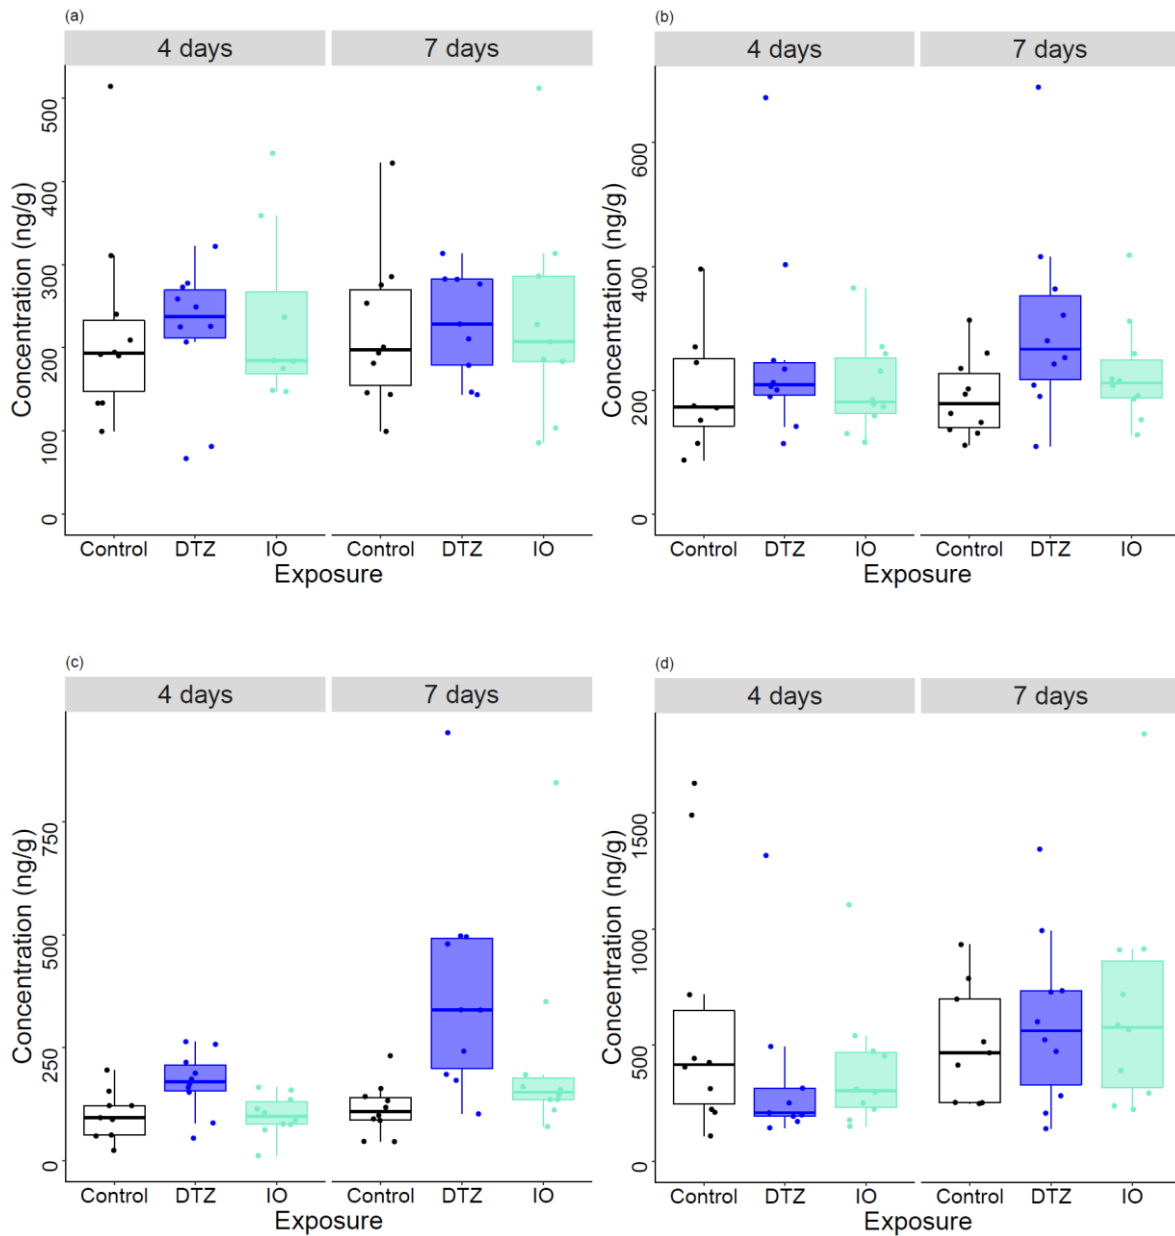 (a)
4 days
7 days
Concentration (ng/g)
500
400
300
200
100
0
Control
DTZ
IO
Control
DTZ
IO
Exposure
(b)
4 days
7 days
Concentration (ng/g)
600
400
200
0
Control
DTZ
IO
Control
DTZ
IO
Exposure
(c)
4 days
7 days
Concentration (ng/g)
750
500
250
0
Control
DTZ
IO
Control
DTZ
IO
Exposure
(d)
4 days
7 days
Concentration (ng/g)
1500
1000
500
0
Control
DTZ
IO
Control
DTZ
IO
Exposure